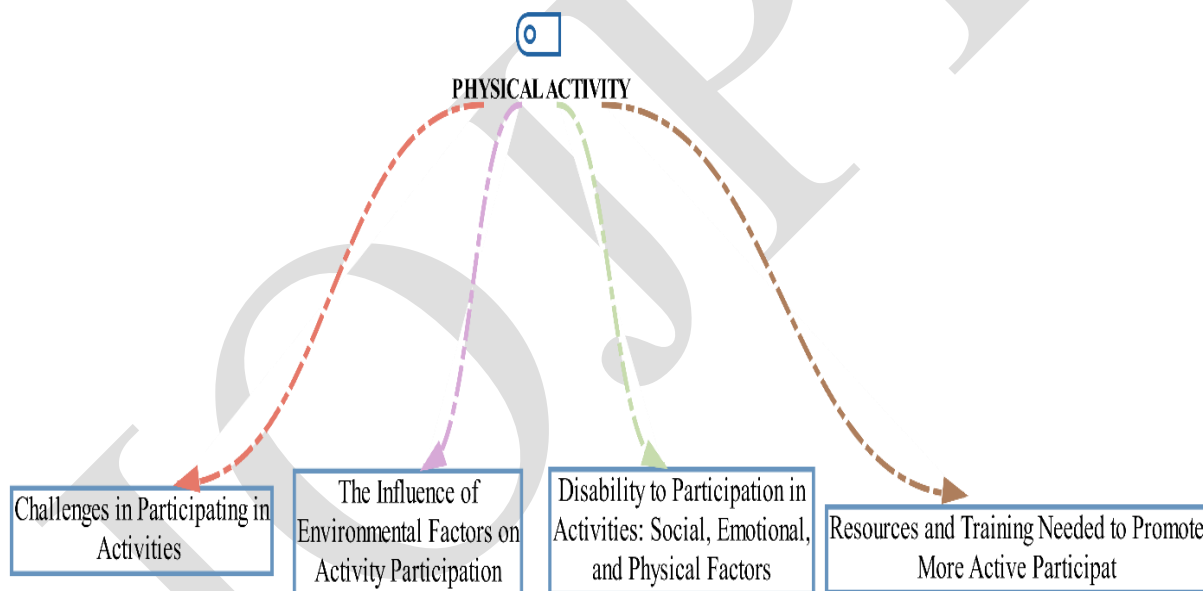 PHYSICAL ACTIVITY
Challenges in Participating in
Activities
The Influence of
Environmental Factors on
Activity Participation
Disability to Participation in
Activities: Social, Emotional,
and Physical Factors
Resources and Training Needed to Promote
More Active Participat